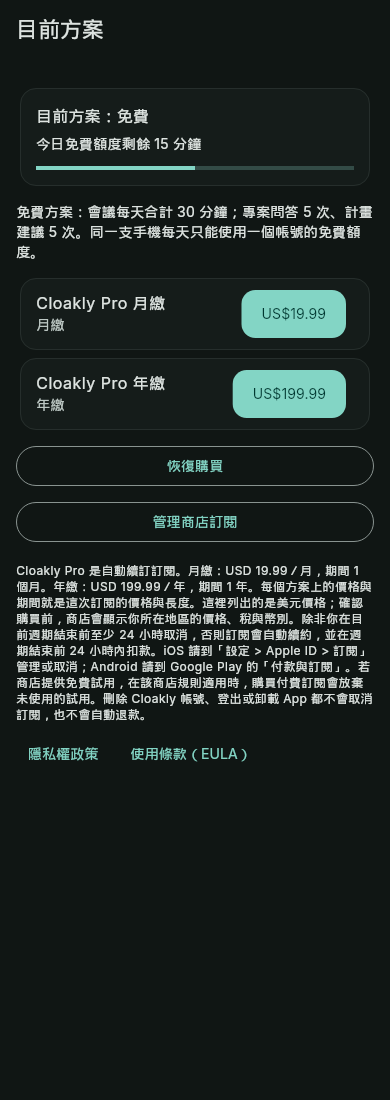 目前方案
目前方案：免費
今日免費額度剩餘 15 分鐘
免費方案：會議每天合計 30 分鐘；專案問答 5 次、計畫
建議 5 次。同一支手機每天只能使用一個帳號的免費額
度。
Cloakly Pro 月繳
月繳
US$19.99
Cloakly Pro 年繳
年繳
US$199.99
恢復購買
管理商店訂閱
Cloakly Pro 是自動續訂訂閱。月繳：USD 19.99／月，期間 1
個月。年繳：USD 199.99／年，期間 1 年。每個方案上的價格與
期間就是這次訂閱的價格與長度。這裡列出的是美元價格；確認
購買前，商店會顯示你所在地區的價格、稅與幣別。除非你在目
前週期結束前至少 24 小時取消，否則訂閱會自動續約，並在週
期結束前 24 小時內扣款。iOS 請到「設定 > Apple ID > 訂閱」
管理或取消；Android 請到 Google Play 的「付款與訂閱」。若
商店提供免費試用，在該商店規則適用時，購買付費訂閱會放棄
未使用的試用。刪除 Cloakly 帳號、登出或卸載 App 都不會取消
訂閱，也不會自動退款。
隱私權政策
使用條款（EULA）